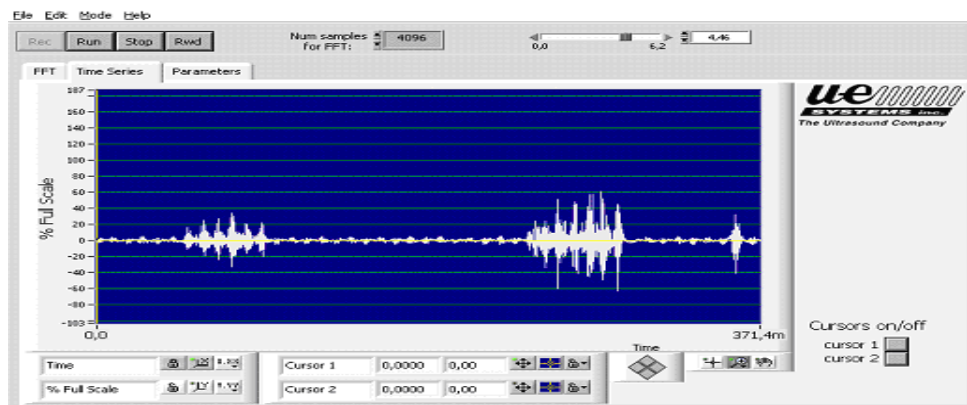 File Edit Mode Help
Rec Run Stop Rwd
Num samples for FFT:
4096
0,0
6,2
4,46
FFT Time Series Parameters
187
160
140
120
100
80
60
40
20
0
-20
-40
-60
-80
-103
% Full Scale
0,0
371,4m
ue
SYSTEMS inc.
The Ultrasound Company
Cursors on/off
cursor 1
cursor 2
Time
Time
% Full Scale
Cursor 1 0,0000 0,00
Cursor 2 0,0000 0,00